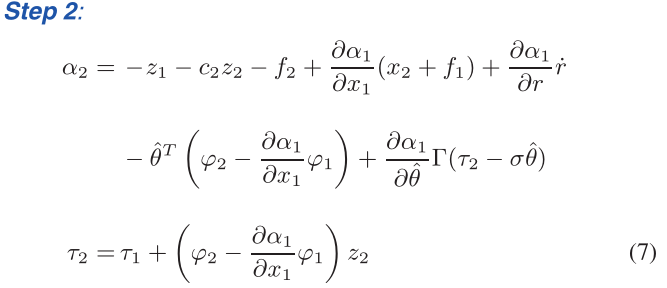 Step 2:
α₂ = −z₁ − c₂z₂ − f₂ + ∂α₁/∂x₁ (x₂ + f₁) + ∂α₁/∂r ṙ
− θ̂ᵀ (φ₂ − ∂α₁/∂x₁ φ₁) + ∂α₁/∂θ̂ Γ(τ₂ − σθ̂)
τ₂ = τ₁ + (φ₂ − ∂α₁/∂x₁ φ₁) z₂ (7)